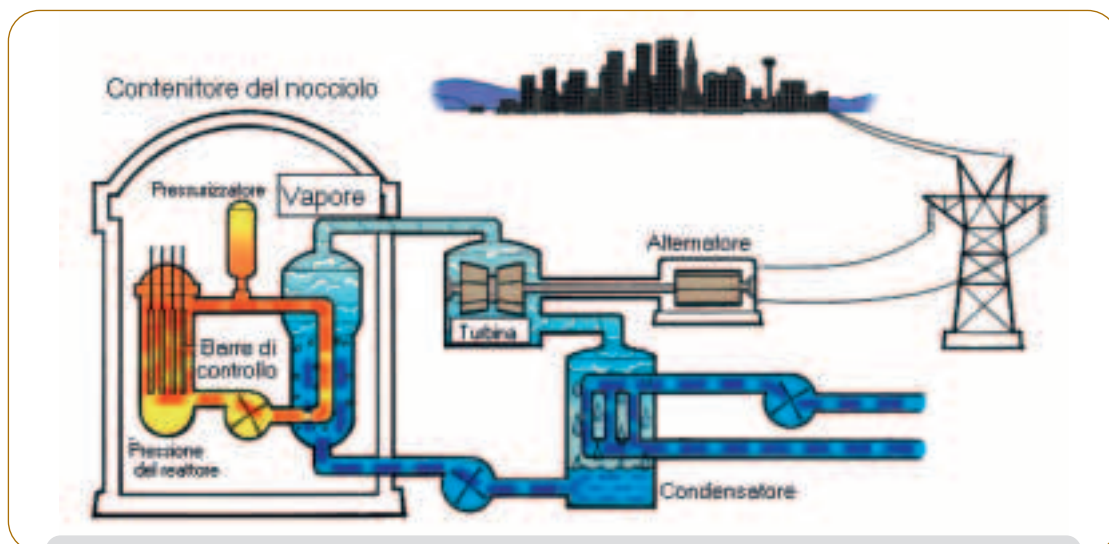 Contenitore del nocciolo
Pressurizzatore
Vapore
Alternatore
Turbina
Barre di
controllo
Pressione
del reattore
Condensatore